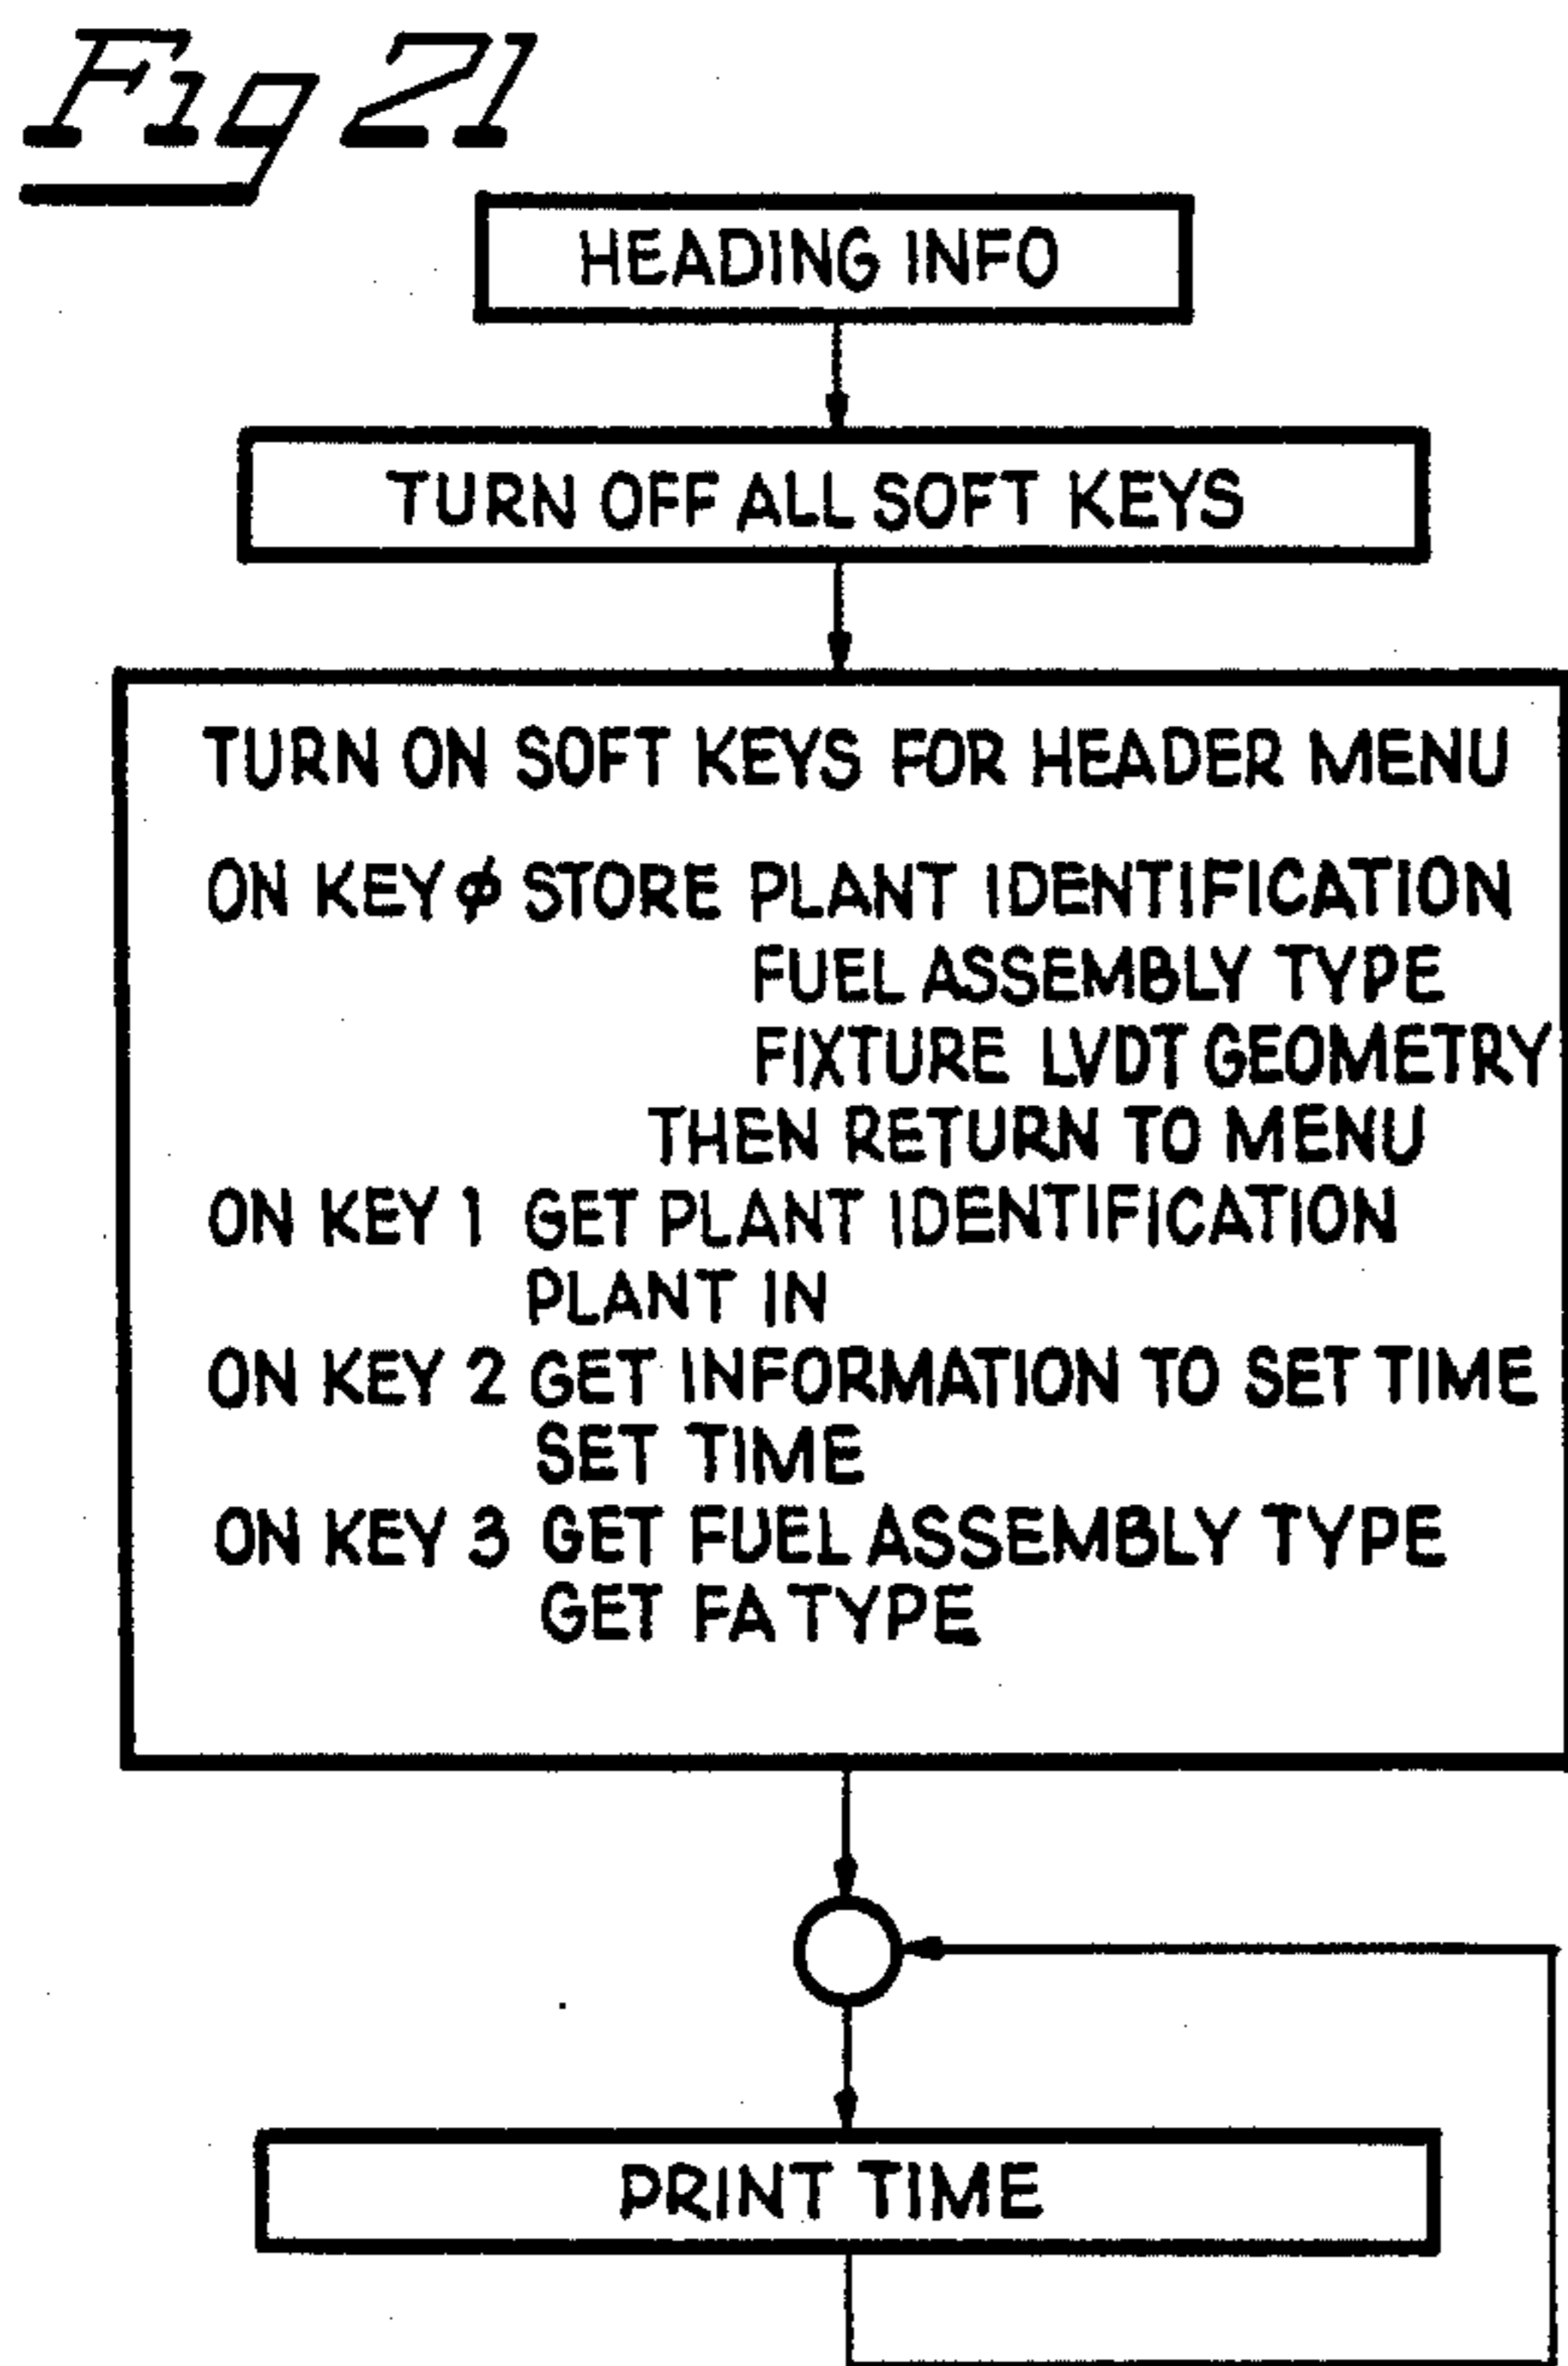 Fig 21
HEADING INFO
TURN OFF ALL SOFT KEYS
TURN ON SOFT KEYS FOR HEADER MENU
ON KEY ϕ STORE PLANT IDENTIFICATION
FUEL ASSEMBLY TYPE
FIXTURE LVDT GEOMETRY
THEN RETURN TO MENU
ON KEY 1 GET PLANT IDENTIFICATION
PLANT IN
ON KEY 2 GET INFORMATION TO SET TIME
SET TIME
ON KEY 3 GET FUEL ASSEMBLY TYPE
GET FA TYPE
PRINT TIME